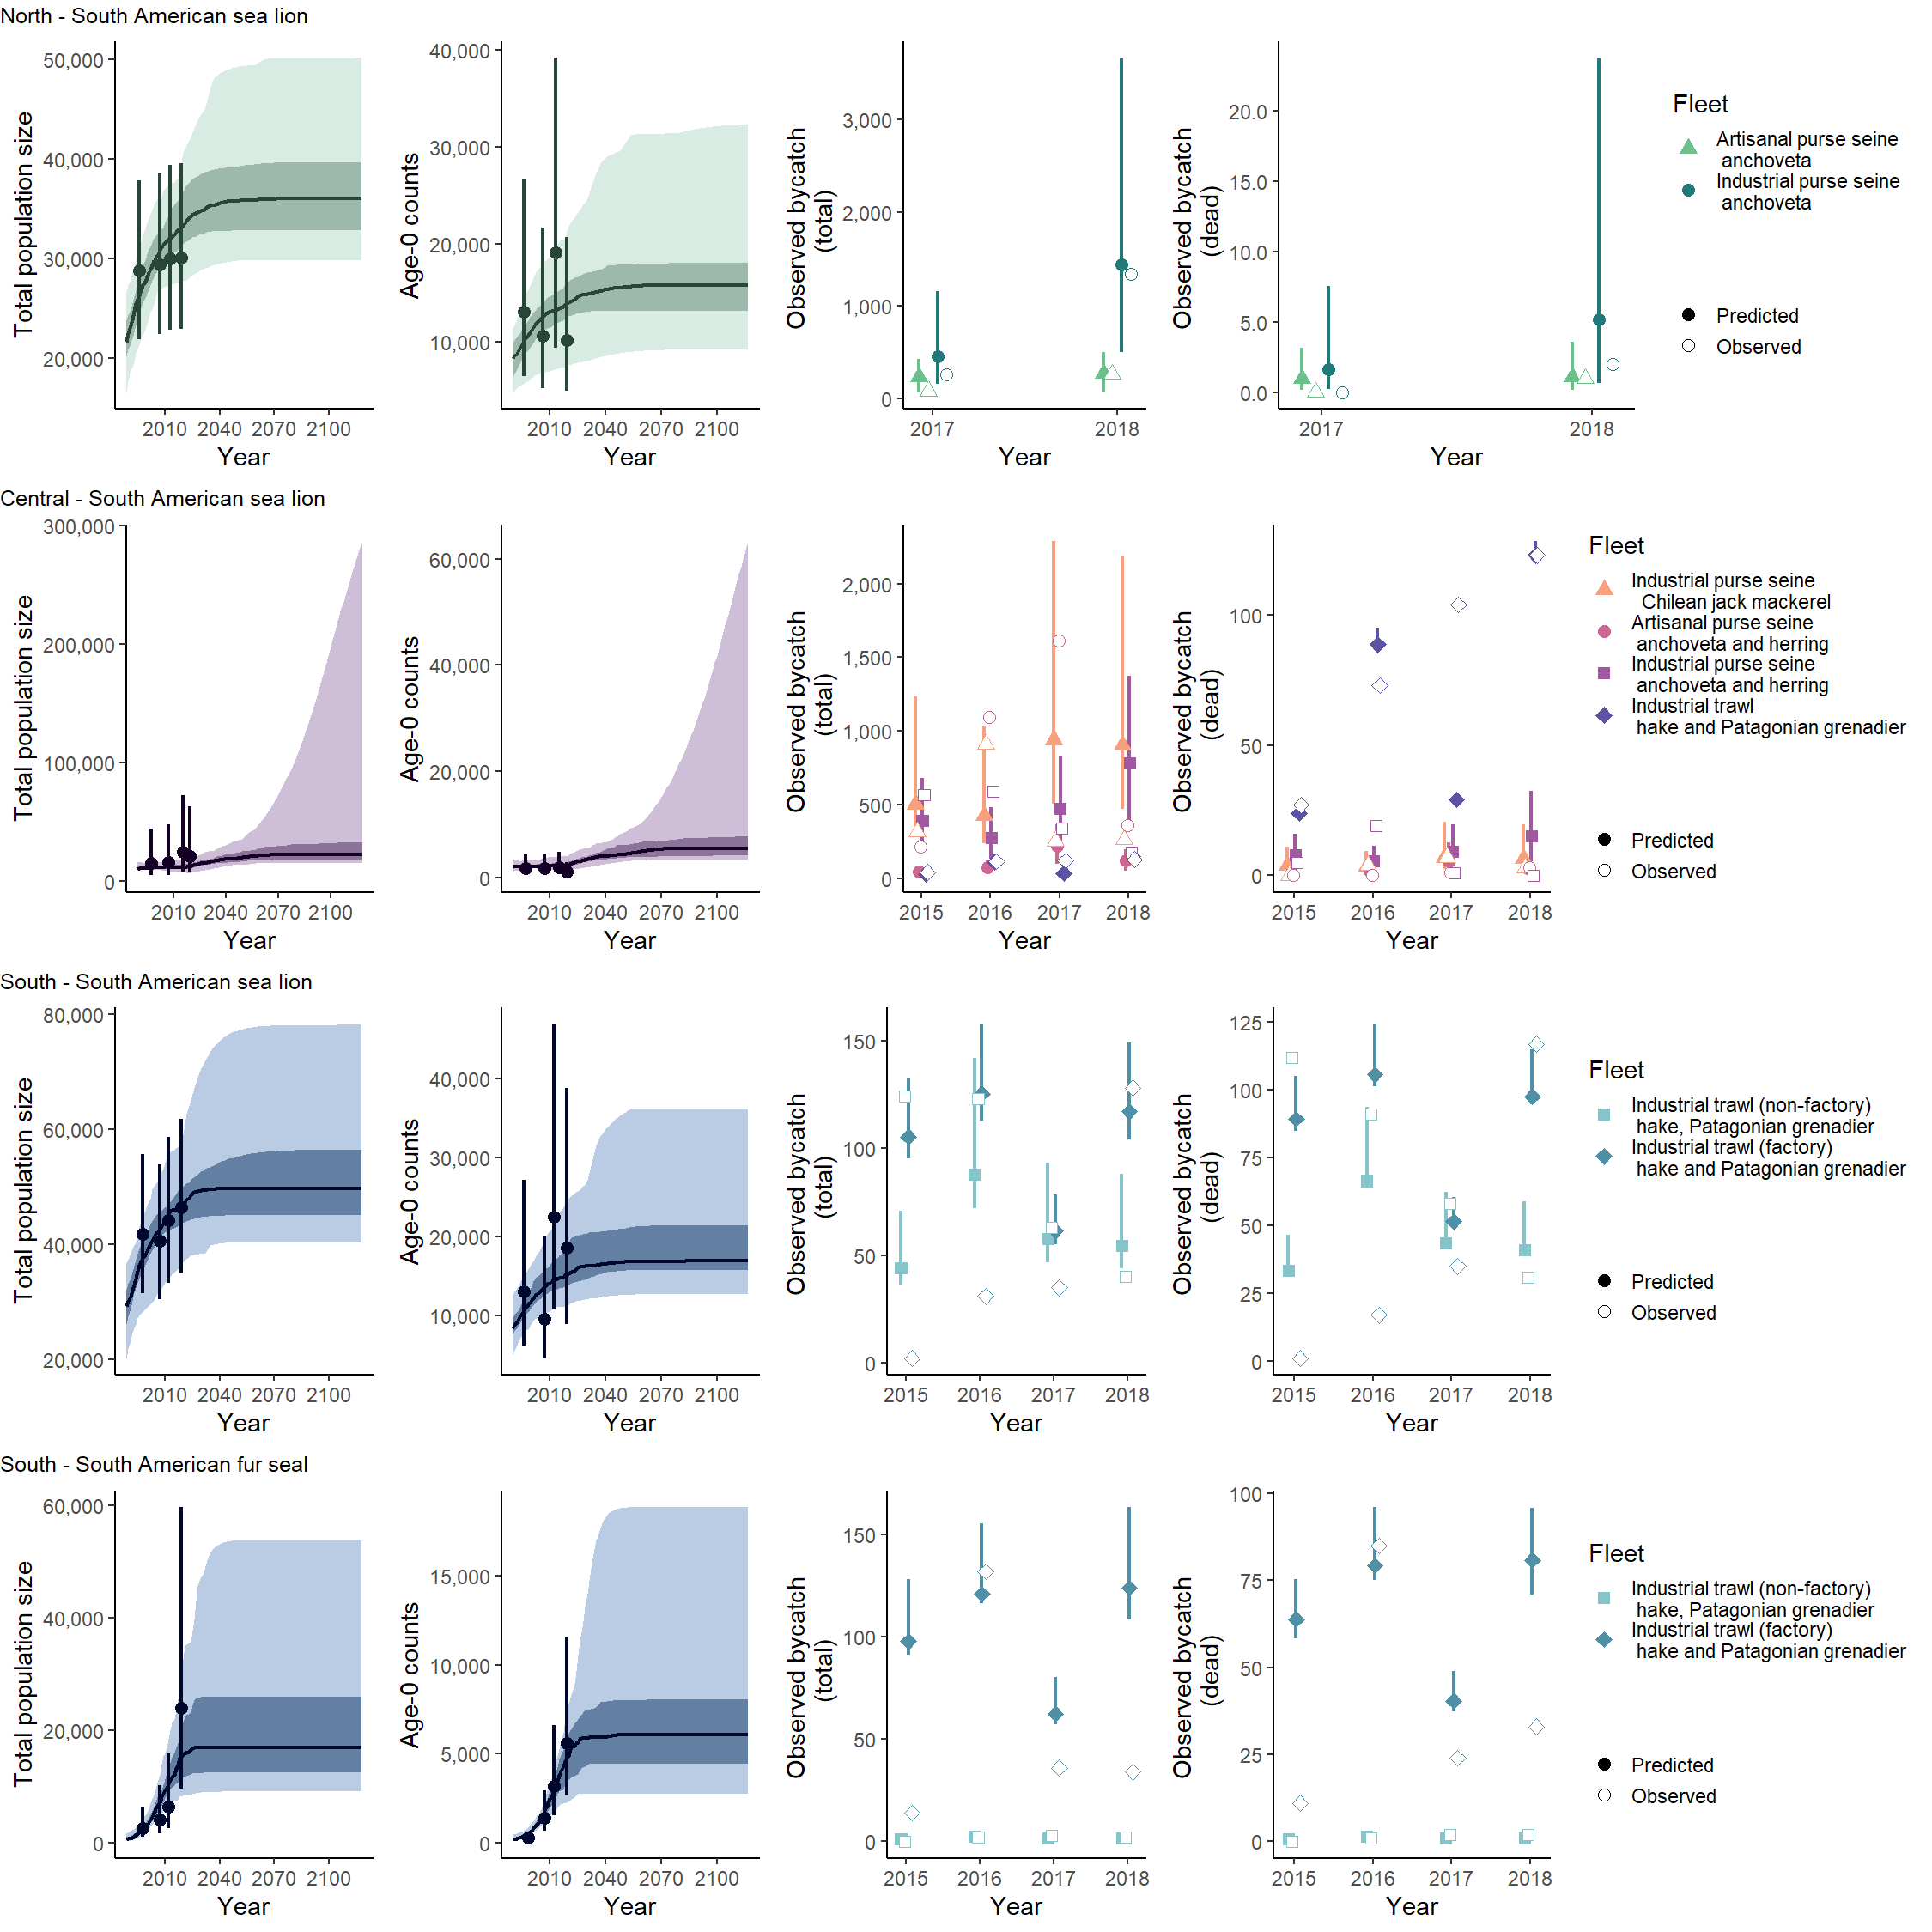 North - South American sea lion
Total population size
50,000
40,000
30,000
20,000
2010 2040 2070 2100
Year
Age-0 counts
40,000
30,000
20,000
10,000
2010 2040 2070 2100
Year
Observed bycatch
(total)
3,000
2,000
1,000
0
2017 2018
Year
Observed bycatch
(dead)
20.0
15.0
10.0
5.0
0.0
2017 2018
Year
Fleet
Artisanal purse seine
anchoveta
Industrial purse seine
anchoveta
Predicted
Observed
Central - South American sea lion
Total population size
300,000
200,000
100,000
0
2010 2040 2070 2100
Year
Age-0 counts
60,000
40,000
20,000
0
2010 2040 2070 2100
Year
Observed bycatch
(total)
2,000
1,500
1,000
500
0
2015 2016 2017 2018
Year
Observed bycatch
(dead)
100
50
0
2015 2016 2017 2018
Year
Fleet
Industrial purse seine
Chilean jack mackerel
Artisanal purse seine
anchoveta and herring
Industrial purse seine
anchoveta and herring
Industrial trawl
hake and Patagonian grenadier
Predicted
Observed
South - South American sea lion
Total population size
80,000
60,000
40,000
20,000
2010 2040 2070 2100
Year
Age-0 counts
40,000
30,000
20,000
10,000
2010 2040 2070 2100
Year
Observed bycatch
(total)
150
100
50
0
2015 2016 2017 2018
Year
Observed bycatch
(dead)
125
100
75
50
25
0
2015 2016 2017 2018
Year
Fleet
Industrial trawl (non-factory)
hake, Patagonian grenadier
Industrial trawl (factory)
hake and Patagonian grenadier
Predicted
Observed
South - South American fur seal
Total population size
60,000
40,000
20,000
0
2010 2040 2070 2100
Year
Age-0 counts
15,000
10,000
5,000
0
2010 2040 2070 2100
Year
Observed bycatch
(total)
150
100
50
0
2015 2016 2017 2018
Year
Observed bycatch
(dead)
100
75
50
25
0
2015 2016 2017 2018
Year
Fleet
Industrial trawl (non-factory)
hake, Patagonian grenadier
Industrial trawl (factory)
hake and Patagonian grenadier
Predicted
Observed